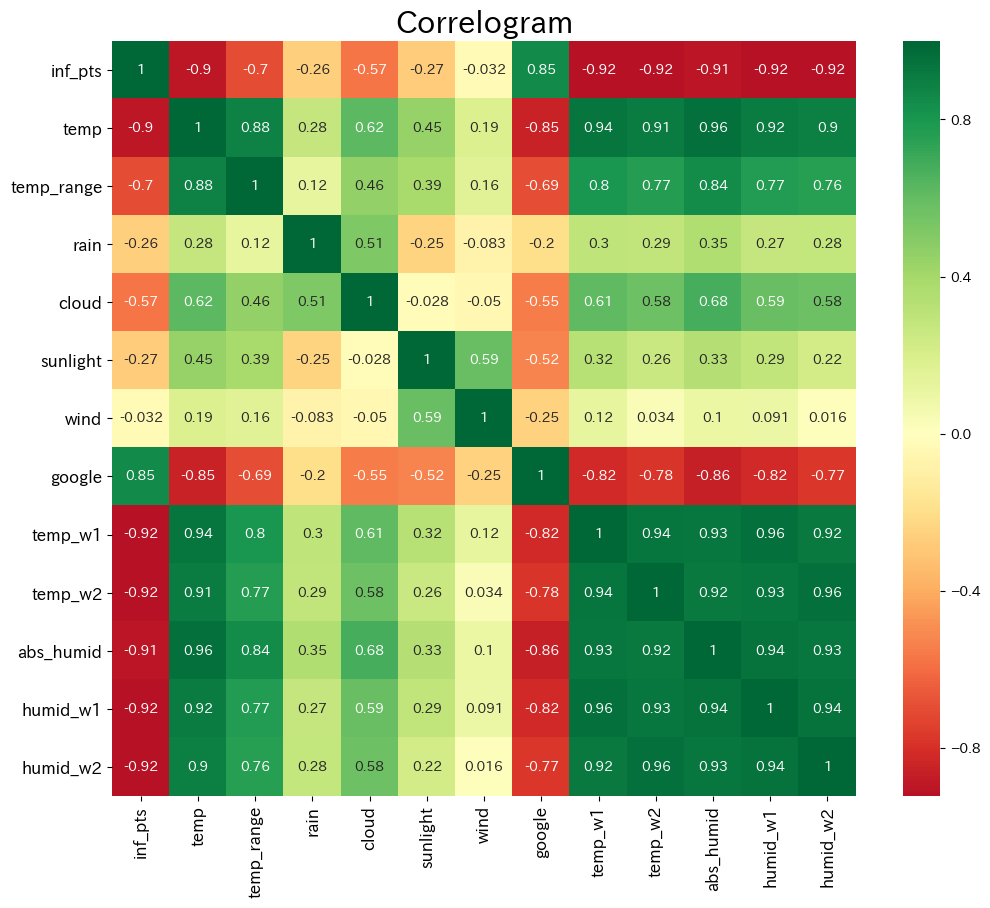 Correlogram
inf_pts 1 -0.9 -0.7 -0.26 -0.57 -0.27 -0.032 0.85 -0.92 -0.92 -0.91 -0.92 -0.92
temp -0.9 1 0.88 0.28 0.62 0.45 0.19 -0.85 0.94 0.91 0.96 0.92 0.9
temp_range -0.7 0.88 1 0.12 0.46 0.39 0.16 -0.69 0.8 0.77 0.84 0.77 0.76
rain -0.26 0.28 0.12 1 0.51 -0.25 -0.083 -0.2 0.3 0.29 0.35 0.27 0.28
cloud -0.57 0.62 0.46 0.51 1 -0.028 -0.05 -0.55 0.61 0.58 0.68 0.59 0.58
sunlight -0.27 0.45 0.39 -0.25 -0.028 1 0.59 -0.52 0.32 0.26 0.33 0.29 0.22
wind -0.032 0.19 0.16 -0.083 -0.05 0.59 1 -0.25 0.12 0.034 0.1 0.091 0.016
google 0.85 -0.85 -0.69 -0.2 -0.55 -0.52 -0.25 1 -0.82 -0.78 -0.86 -0.82 -0.77
temp_w1 -0.92 0.94 0.8 0.3 0.61 0.32 0.12 -0.82 1 0.94 0.93 0.96 0.92
temp_w2 -0.92 0.91 0.77 0.29 0.58 0.26 0.034 -0.78 0.94 1 0.92 0.93 0.96
abs_humid -0.91 0.96 0.84 0.35 0.68 0.33 0.1 -0.86 0.93 0.92 1 0.94 0.93
humid_w1 -0.92 0.92 0.77 0.27 0.59 0.29 0.091 -0.82 0.96 0.93 0.94 1 0.94
humid_w2 -0.92 0.9 0.76 0.28 0.58 0.22 0.016 -0.77 0.92 0.96 0.93 0.94 1
inf_pts temp temp_range rain cloud sunlight wind google temp_w1 temp_w2 abs_humid humid_w1 humid_w2
0.8
0.4
0.0
−0.4
−0.8